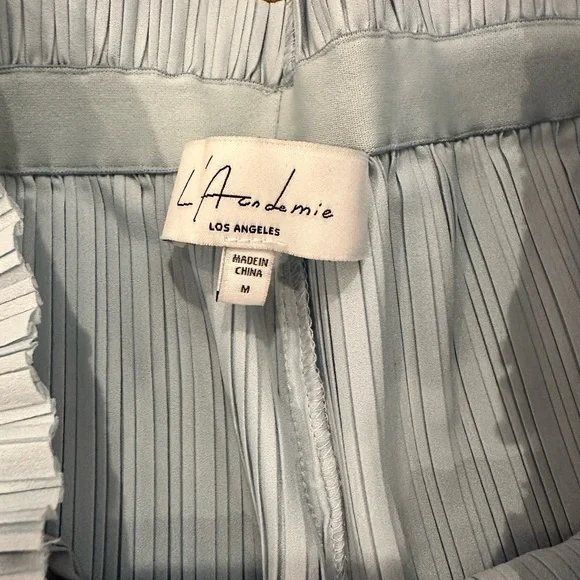 L'Academie
LOS ANGELES
MADE IN
CHINA
M